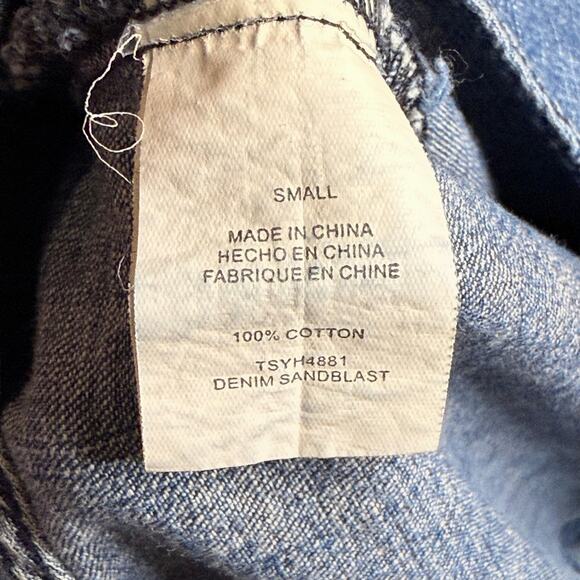 SMALL
MADE IN CHINA
HECHO EN CHINA
FABRIQUE EN CHINE
100% COTTON
TSYH4881
DENIM SANDBLAST